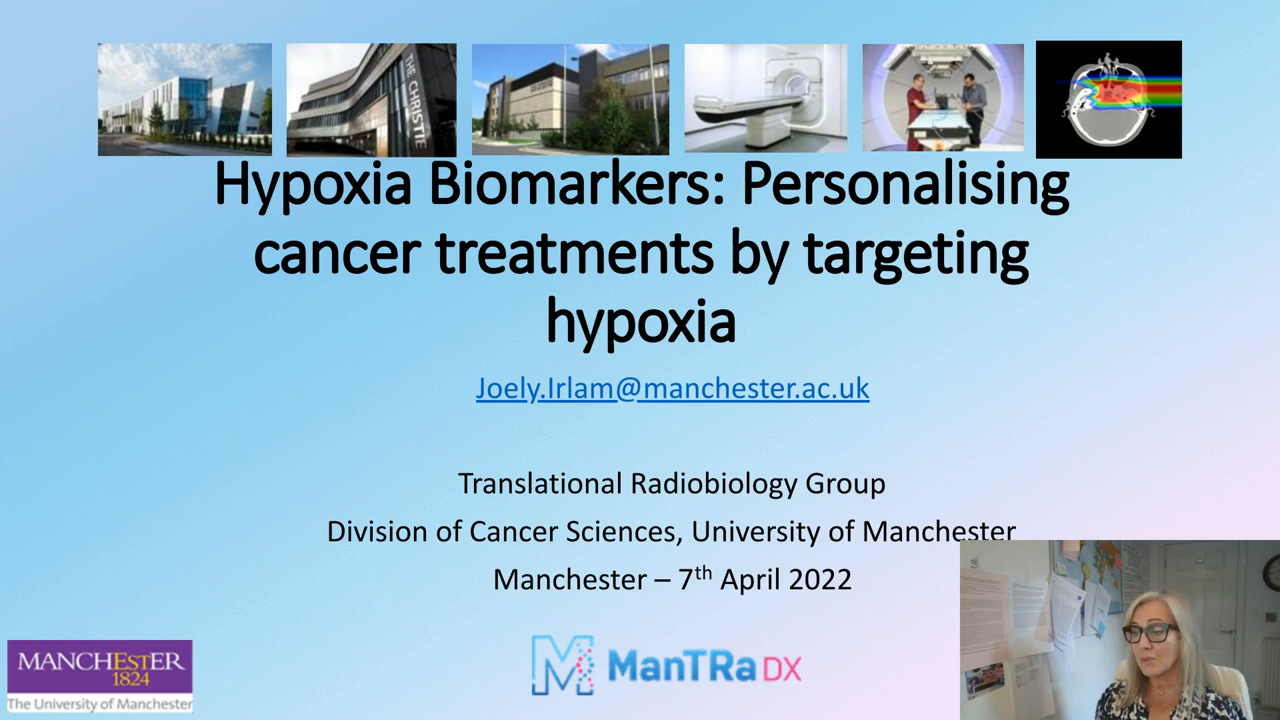 THE CHRISTIE
Hypoxia Biomarkers: Personalising
cancer treatments by targeting
hypoxia
Joely.Irlam@manchester.ac.uk
Translational Radiobiology Group
Division of Cancer Sciences, University of Manchester
Manchester – 7th April 2022
MANCHESTER
1824
The University of Manchester
ManTRa DX